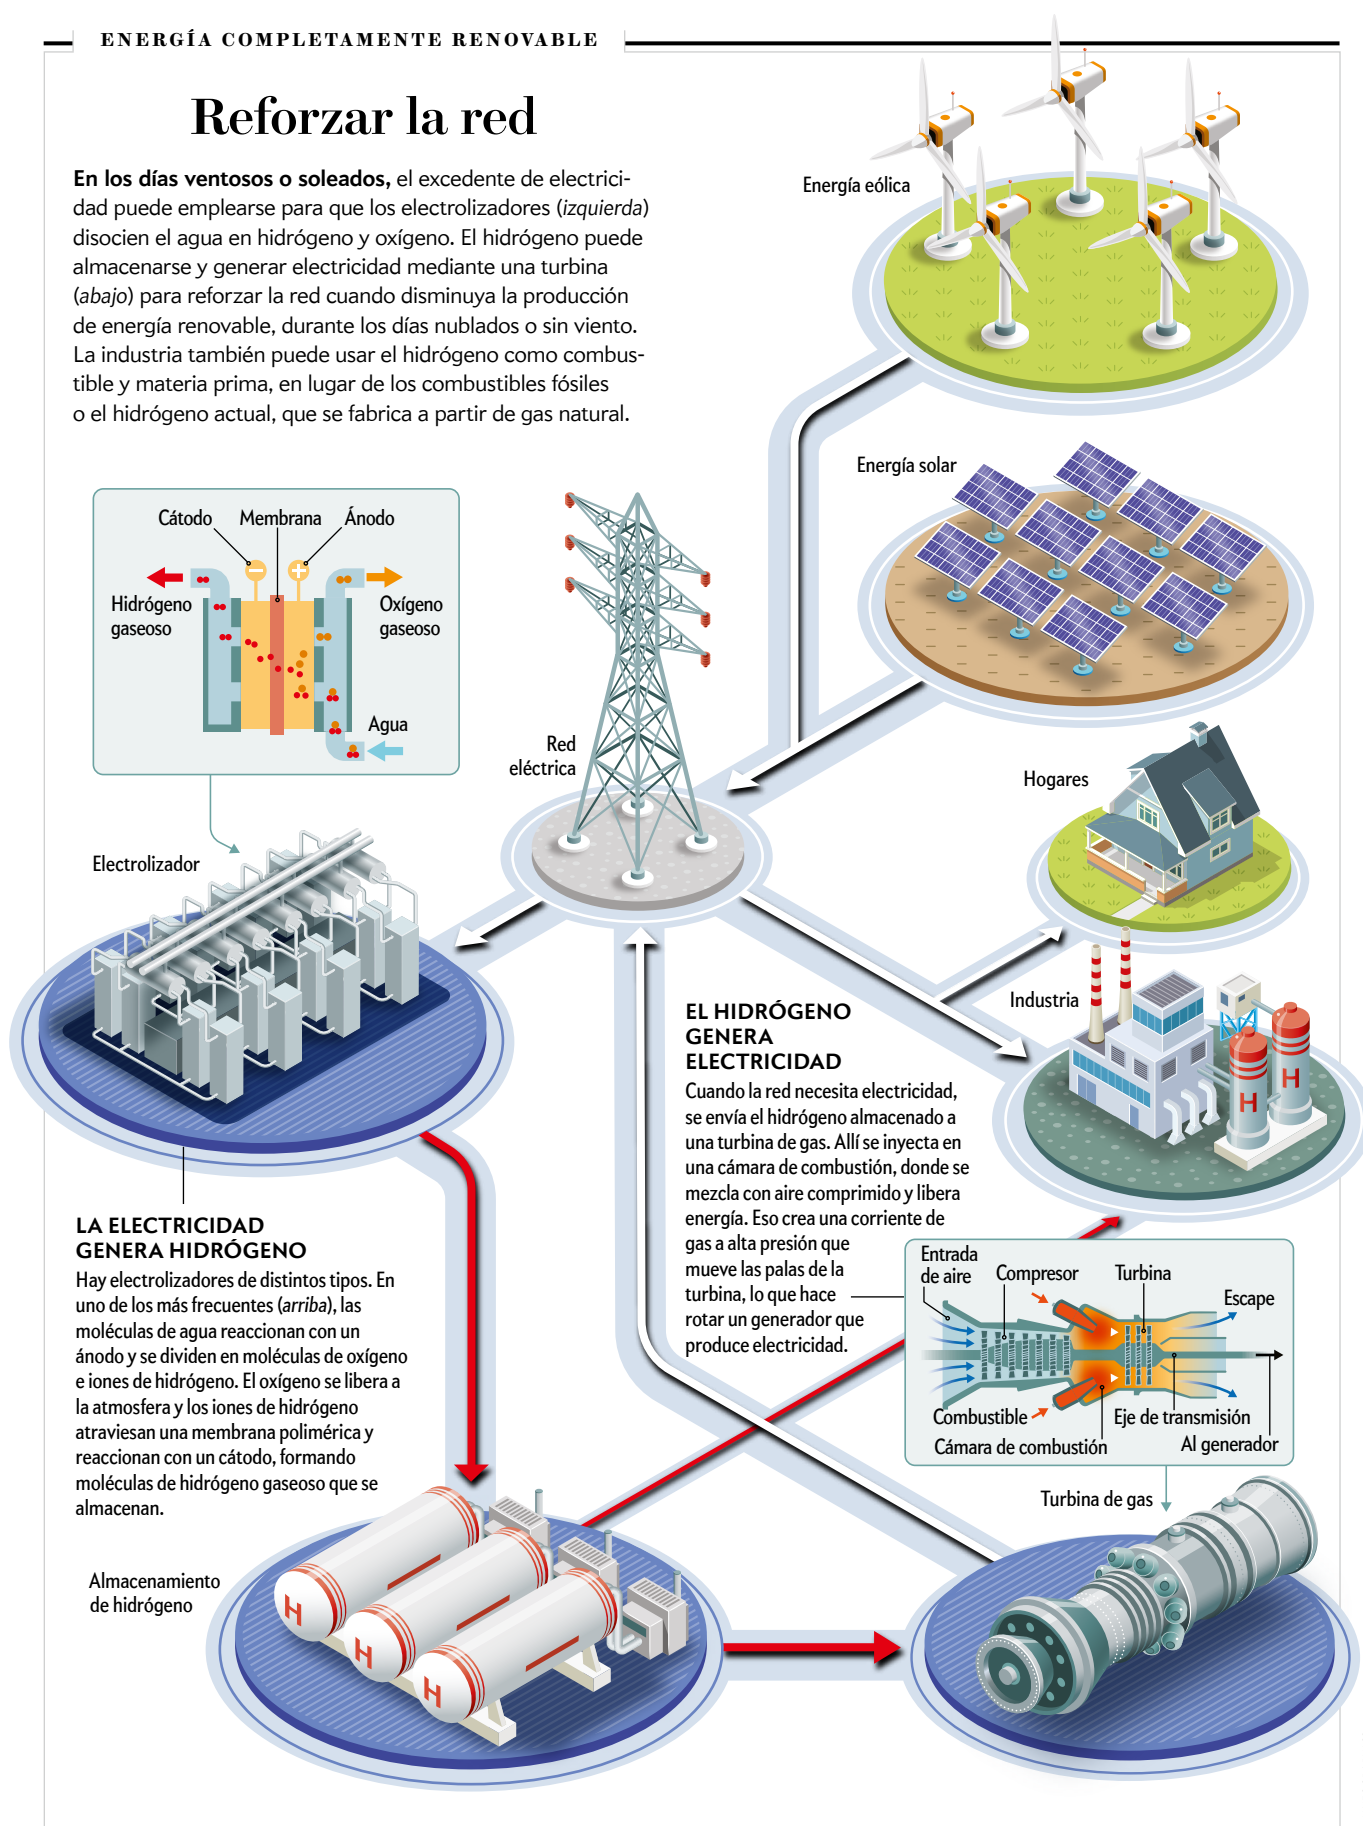 ENERGÍA COMPLETAMENTE RENOVABLE
Reforzar la red
En los días ventosos o soleados, el excedente de electrici-
dad puede emplearse para que los electrolizadores (izquierda)
disocien el agua en hidrógeno y oxígeno. El hidrógeno puede
almacenarse y generar electricidad mediante una turbina
(abajo) para reforzar la red cuando disminuya la producción
de energía renovable, durante los días nublados o sin viento.
La industria también puede usar el hidrógeno como combus-
tible y materia prima, en lugar de los combustibles fósiles
o el hidrógeno actual, que se fabrica a partir de gas natural.
Energía eólica
Energía solar
Cátodo
Membrana
Ánodo
Hidrógeno
gaseoso
Oxígeno
gaseoso
Agua
Red
eléctrica
Hogares
Electrolizador
Industria
H
H
EL HIDRÓGENO
GENERA
ELECTRICIDAD
Cuando la red necesita electricidad,
se envía el hidrógeno almacenado a
una turbina de gas. Allí se inyecta en
una cámara de combustión, donde se
mezcla con aire comprimido y libera
energía. Eso crea una corriente de
gas a alta presión que
mueve las palas de la
turbina, lo que hace
rotar un generador que
produce electricidad.
LA ELECTRICIDAD
GENERA HIDRÓGENO
Hay electrolizadores de distintos tipos. En
uno de los más frecuentes (arriba), las
moléculas de agua reaccionan con un
ánodo y se dividen en moléculas de oxígeno
e iones de hidrógeno. El oxígeno se libera a
la atmosfera y los iones de hidrógeno
atraviesan una membrana polimérica y
reaccionan con un cátodo, formando
moléculas de hidrógeno gaseoso que se
almacenan.
Entrada
de aire
Compresor
Turbina
Escape
Combustible
Eje de transmisión
Cámara de combustión
Al generador
Turbina de gas
Almacenamiento
de hidrógeno
H
H
H